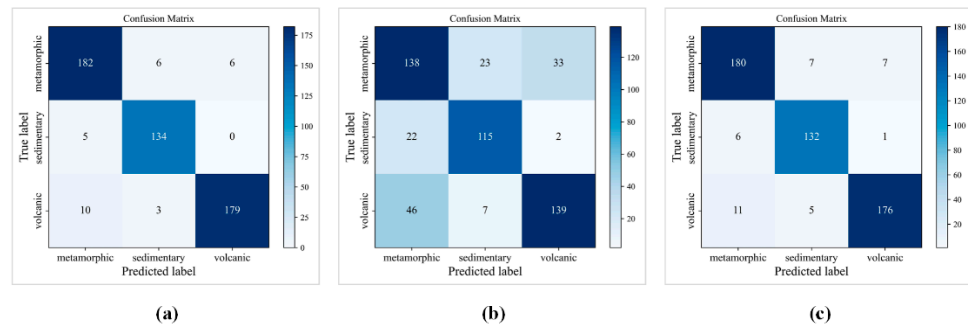 Confusion Matrix
metamorphic 182 6 6
sedimentary 5 134 0
volcanic 10 3 179
True label
metamorphic sedimentary volcanic
Predicted label
175
150
125
100
75
50
25
0
(a)
Confusion Matrix
metamorphic 138 23 33
sedimentary 22 115 2
volcanic 46 7 139
True label
metamorphic sedimentary volcanic
Predicted label
120
100
80
60
40
20
(b)
Confusion Matrix
metamorphic 180 7 7
sedimentary 6 132 1
volcanic 11 5 176
True label
metamorphic sedimentary volcanic
Predicted label
180
160
140
120
100
80
60
40
20
(c)